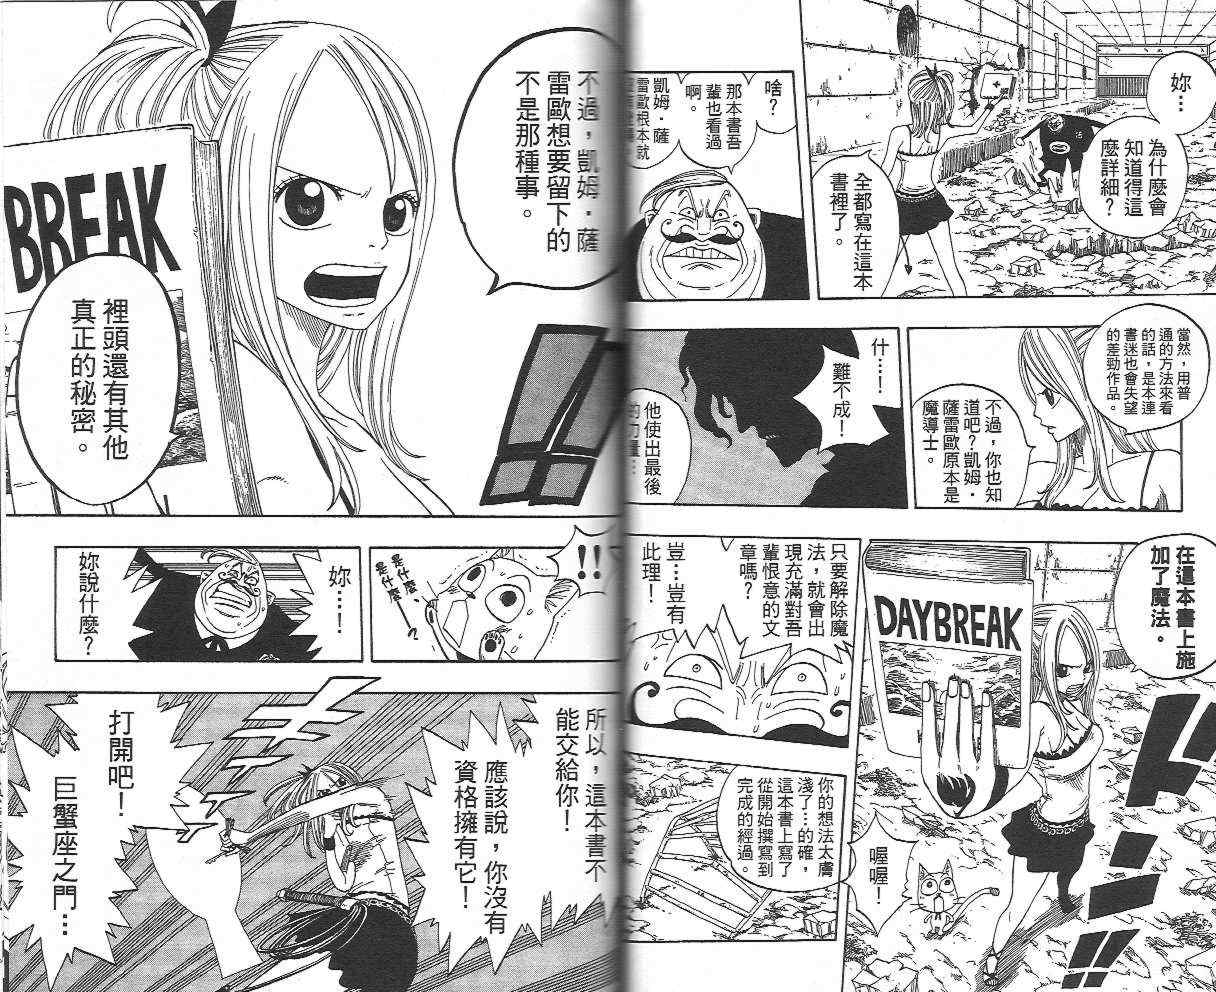 妳⋯
為什麼會
知道得這
麼詳細？
全都寫在這本
書裡了。
啥？
那本書吾
輩也看過
啊。
凱姆．薩
雷歐根本就
當然，用普
通的方法來看
的話，是本連
書迷也會失望
的差勁作品。
不過，你也知
道吧？凱姆．
薩雷歐原本是
魔導士。
什⋯⋯！
難不成！
他使出最後
的力量⋯
在這本書上施
加了魔法。
DAYBREAK
喔喔！
只要解除魔
法，就會出
現充滿對吾
輩恨意的文
章嗎？
豈⋯豈有
此理！
你的想法太膚
淺了⋯的確，
這本書上寫了
從開始撰寫到
完成的經過。
不過，凱姆．薩
雷歐想要留下的
不是那種事。
BREAK
裡頭還有其他
真正的秘密。
!!
是什麼、
是什麼⋯？
妳⋯⋯！
妳說什麼？
所以，這本書不
能交給你！
應該說，你沒有
資格擁有它！
打開吧！
巨蟹座之門⋯